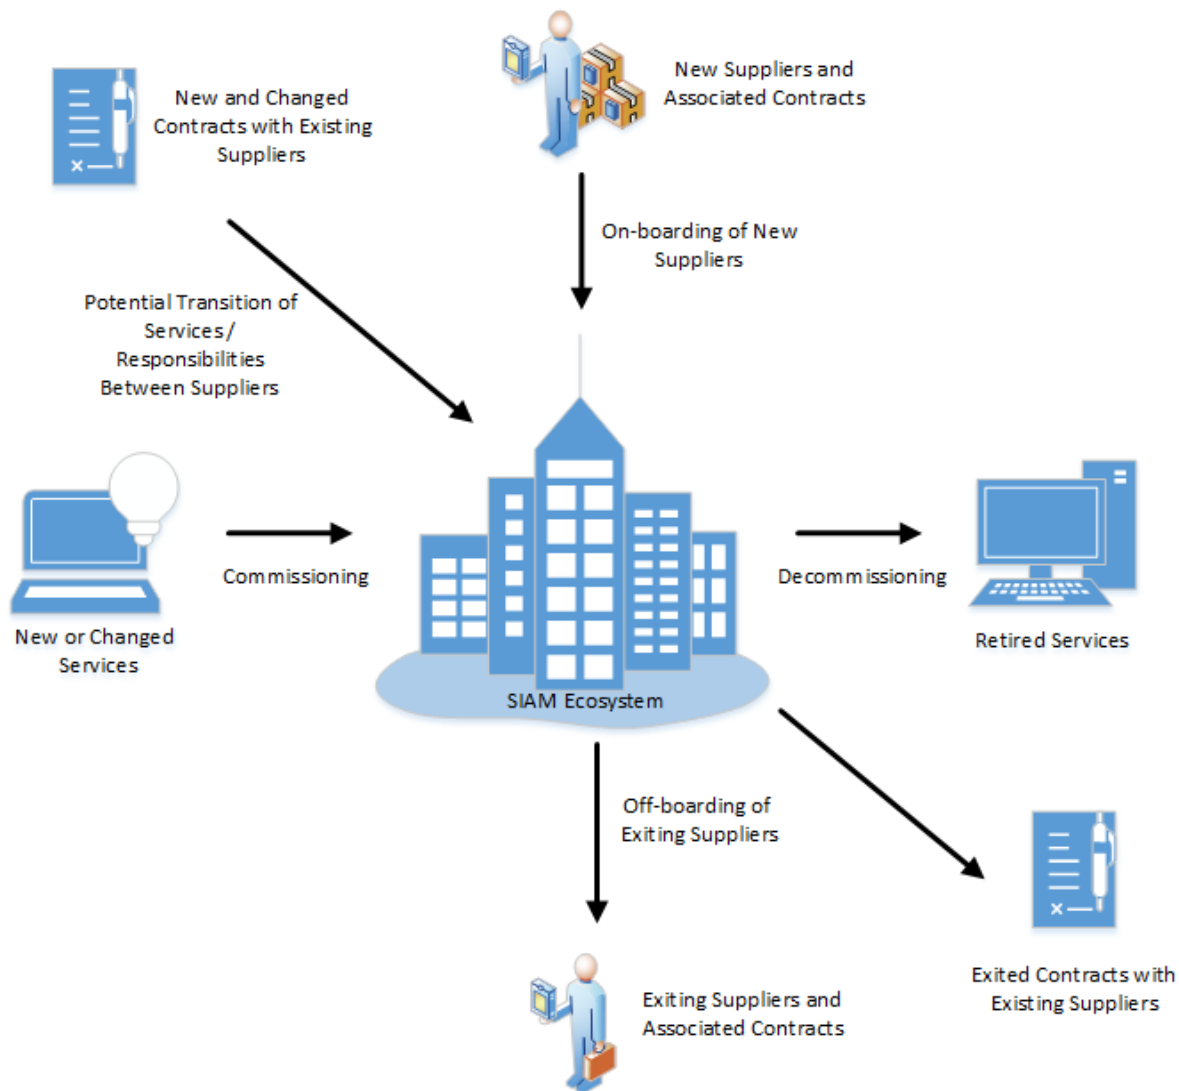 New Suppliers and
Associated Contracts
New and Changed
Contracts with Existing
Suppliers
On-boarding of New
Suppliers
Potential Transition of
Services/
Responsibilities
Between Suppliers
Commissioning
Decommissioning
New or Changed
Services
Retired Services
SIAM Ecosystem
Off-boarding of
Exiting Suppliers
Exited Contracts with
Existing Suppliers
Exiting Suppliers and
Associated Contracts